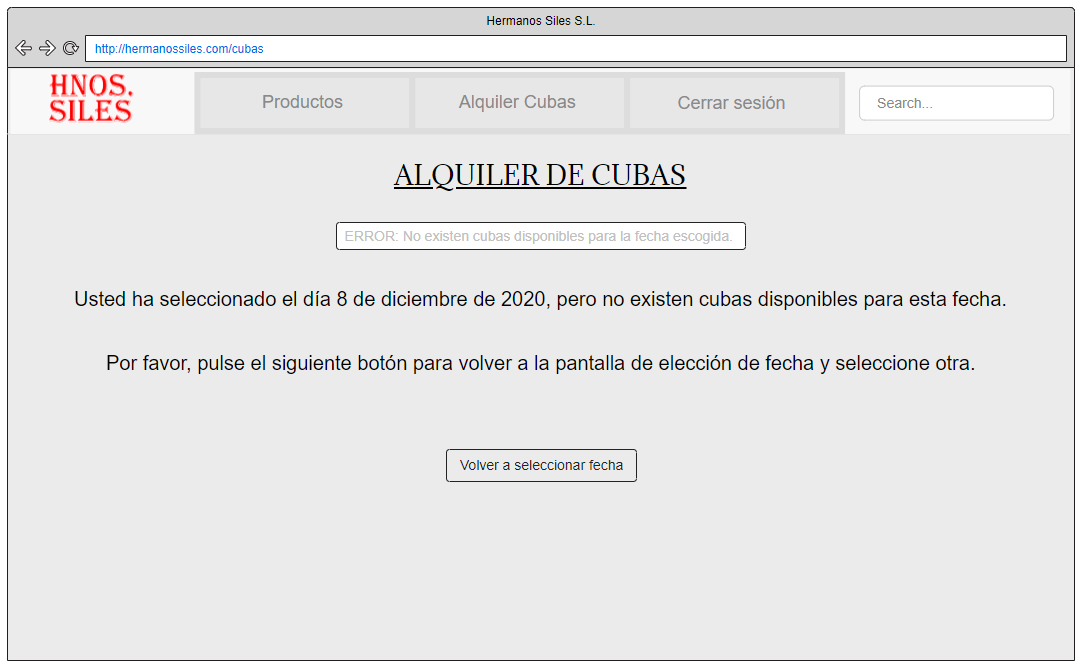 Hermanos Siles S.L.
http://hermanossiles.com/cubas
HNOS.
SILES
Productos
Alquiler Cubas
Cerrar sesión
Search...
ALQUILER DE CUBAS
ERROR: No existen cubas disponibles para la fecha escogida.
Usted ha seleccionado el día 8 de diciembre de 2020, pero no existen cubas disponibles para esta fecha.
Por favor, pulse el siguiente botón para volver a la pantalla de elección de fecha y seleccione otra.
Volver a seleccionar fecha